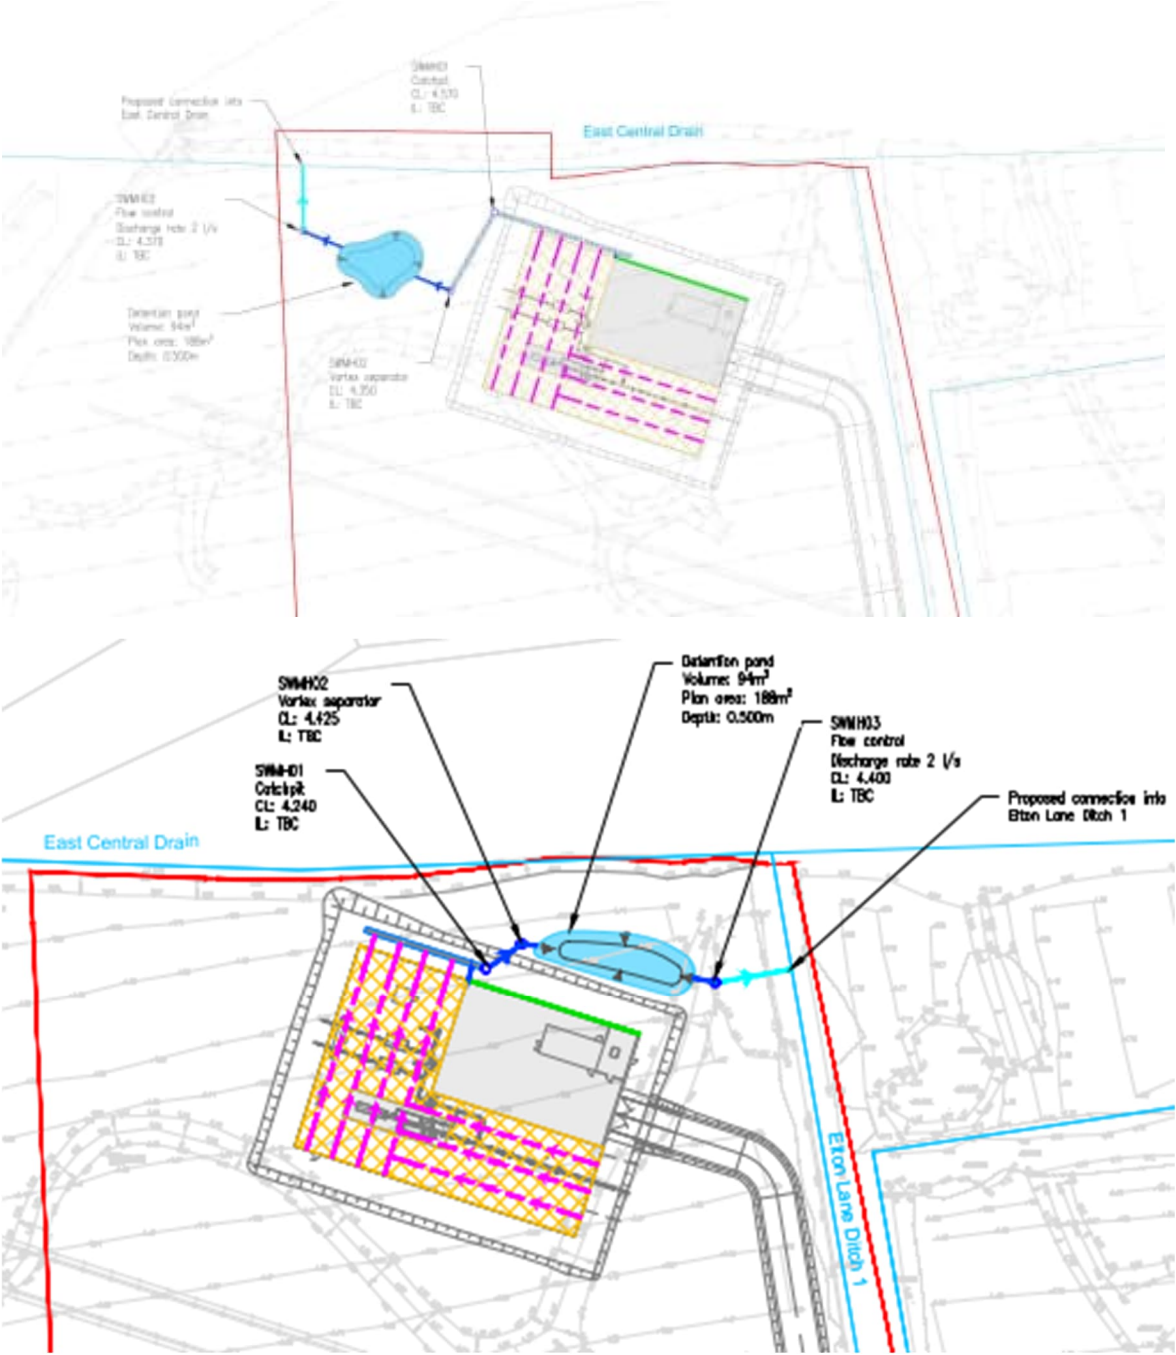 SWMH01
Catchpit
CL: 4.570
IL: TBC
Proposed connection into
East Central Drain
East Central Drain
SWMH03
Flow control
Discharge rate 2 l/s
CL: 4.370
IL: TBC
Detention pond
Volume: 94m³
Plan area: 188m²
Depth: 0.500m
SWMH02
Vortex separator
CL: 4.350
IL: TBC
Detention pond
Volume: 94m³
Plan area: 188m²
Depth: 0.500m
SWMH02
Vortex separator
CL: 4.425
IL: TBC
SWMH03
Flow control
Discharge rate 2 l/s
CL: 4.400
IL: TBC
SWMH01
Catchpit
CL: 4.240
IL: TBC
Proposed connection into
Elton Lane Ditch 1
East Central Drain
Elton Lane Ditch 1